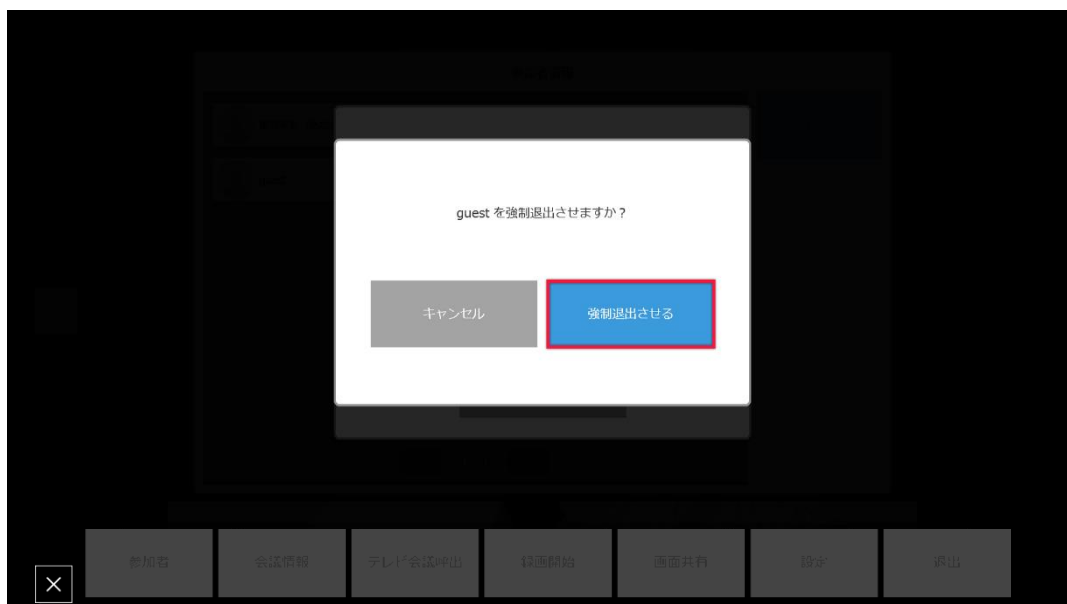 guest を強制退出させますか？
キャンセル
強制退出させる
参加者
会議情報
テレビ会議呼出
録画開始
画面共有
設定
退出